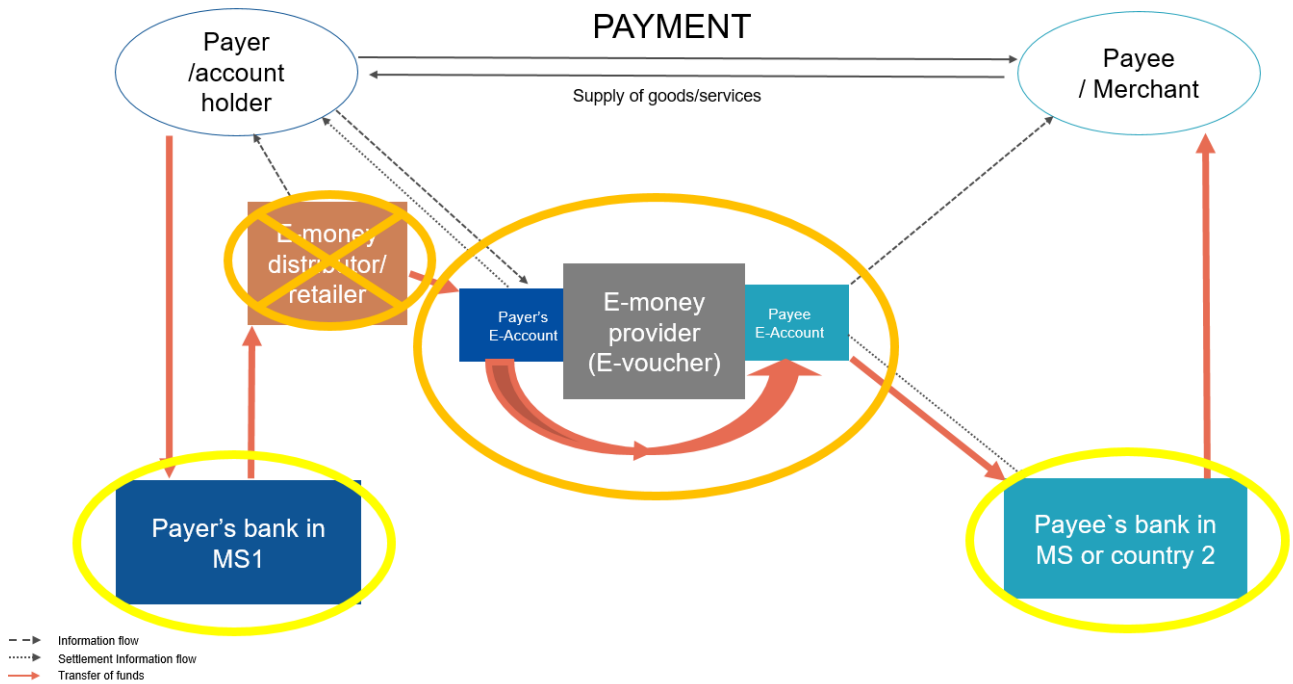 PAYMENT
Payer
/account
holder
Payee
/ Merchant
Supply of goods/services
E-money
distributor/
retailer
Payer's
E-Account
E-money
provider
(E-voucher)
Payee
E-Account
Payer’s bank in
MS1
Payee`s bank in
MS or country 2
Information flow
Settlement Information flow
Transfer of funds